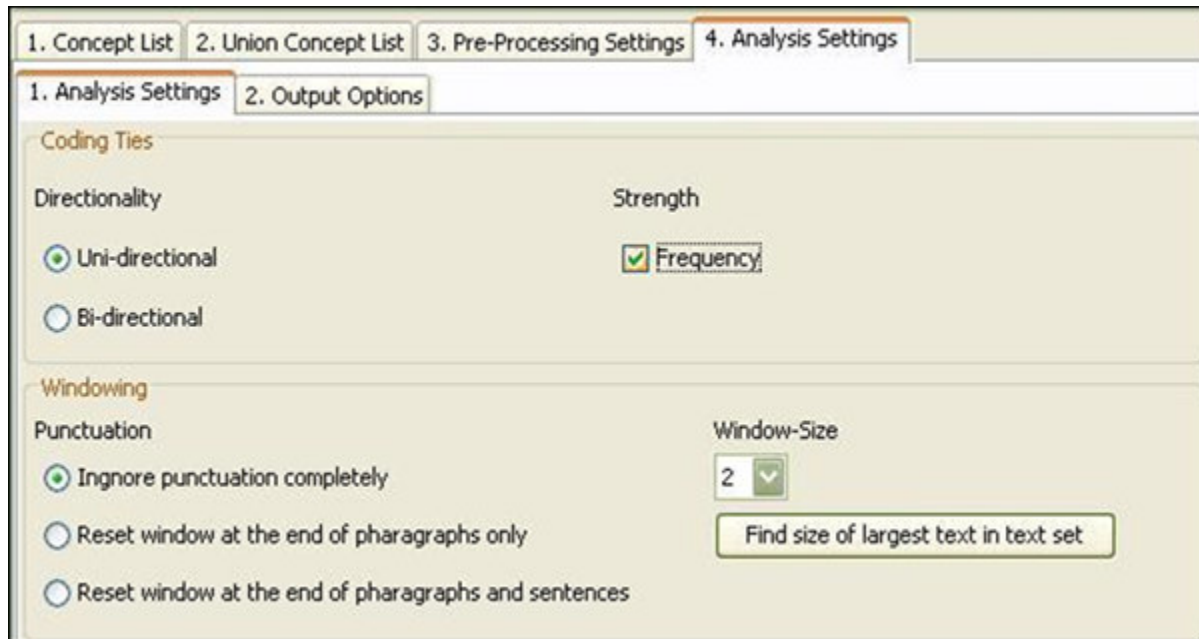 1. Concept List 2. Union Concept List 3. Pre-Processing Settings 4. Analysis Settings
1. Analysis Settings 2. Output Options
Coding Ties
Directionality Strength
Uni-directional Frequency
Bi-directional
Windowing
Punctuation Window-Size
Ingnore punctuation completely 2
Reset window at the end of pharagraphs only Find size of largest text in text set
Reset window at the end of pharagraphs and sentences